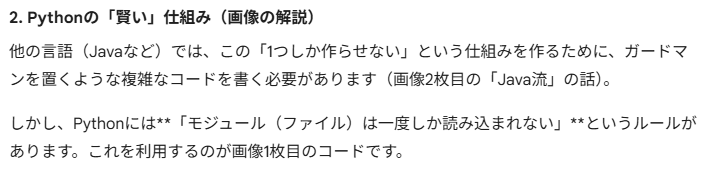 2. Pythonの「賢い」仕組み（画像の解説）
他の言語（Javaなど）では、この「1つしか作らせない」という仕組みを作るために、ガードマ
ンを置くような複雑なコードを書く必要があります（画像2枚目の「Java流」の話）。
しかし、Pythonには**「モジュール（ファイル）は一度しか読み込まれない」**というルールが
あります。これを利用するのが画像1枚目のコードです。